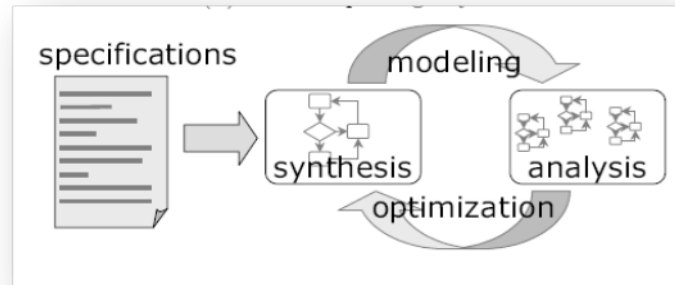 specifications
modeling
synthesis
analysis
optimization